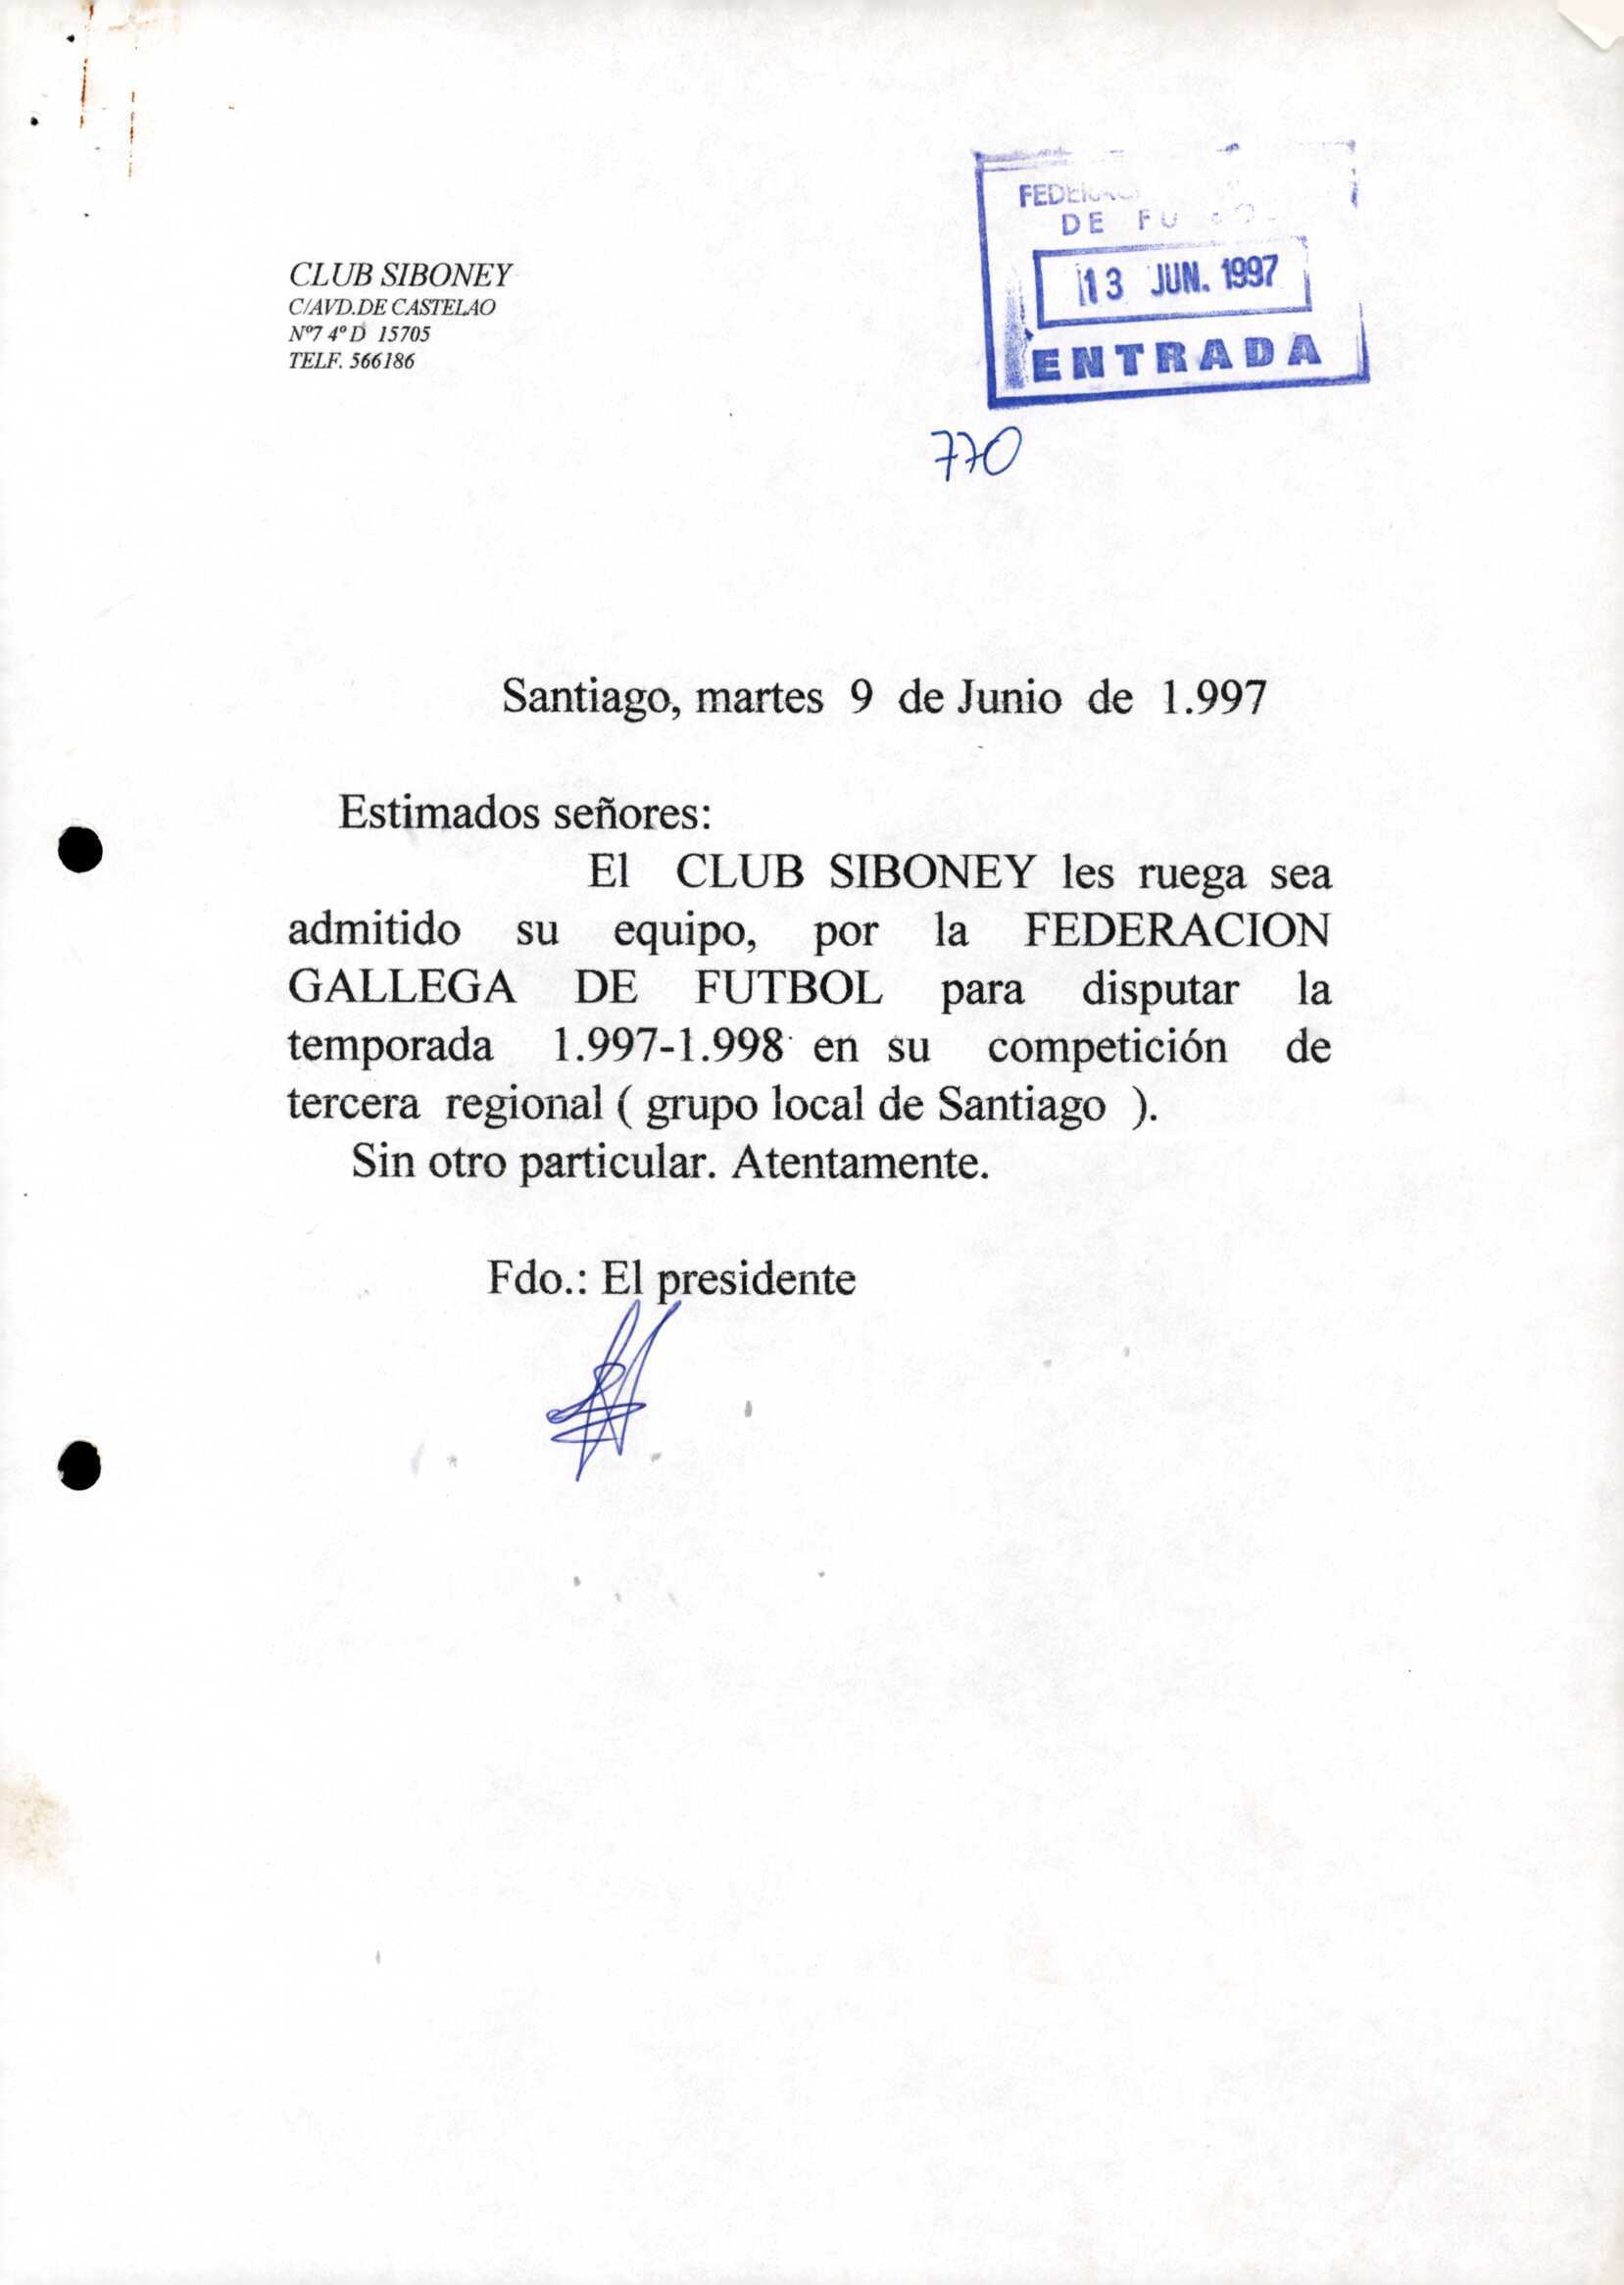 CLUB SIBONEY
C/AVD.DE CASTELAO
Nº7 4º D 15705
TELF. 566186
DE
13 JUN. 1997
ENTRADA
770
Santiago, martes 9 de Junio de 1.997
Estimados señores:
El CLUB SIBONEY les ruega sea
admitido su equipo, por la FEDERACION
GALLEGA DE FUTBOL para disputar la
temporada 1.997-1.998 en su competición de
tercera regional ( grupo local de Santiago ).
Sin otro particular. Atentamente.
Fdo.: El presidente